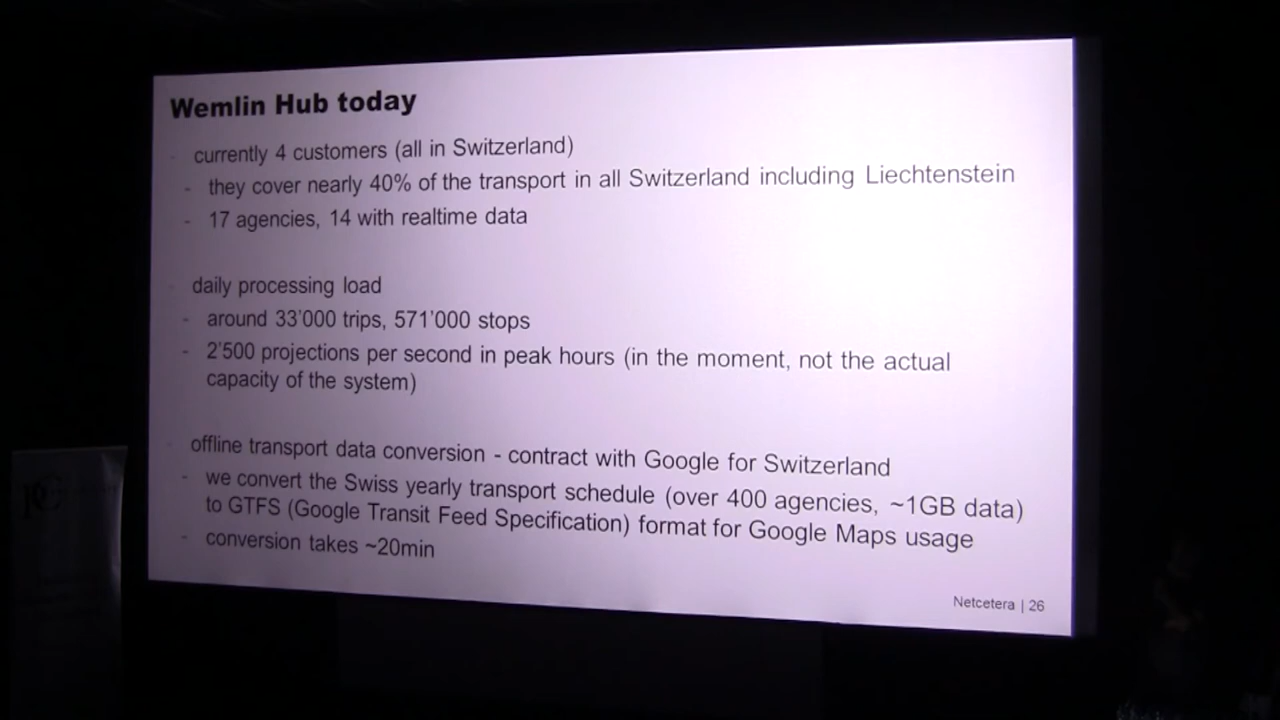 Wemlin Hub today
- currently 4 customers (all in Switzerland)
- they cover nearly 40% of the transport in all Switzerland including Liechtenstein
- 17 agencies, 14 with realtime data
- daily processing load
- around 33'000 trips, 571'000 stops
- 2'500 projections per second in peak hours (in the moment, not the actual
capacity of the system)
- offline transport data conversion - contract with Google for Switzerland
- we convert the Swiss yearly transport schedule (over 400 agencies, ~1GB data)
to GTFS (Google Transit Feed Specification) format for Google Maps usage
- conversion takes ~20min
Netcetera | 26